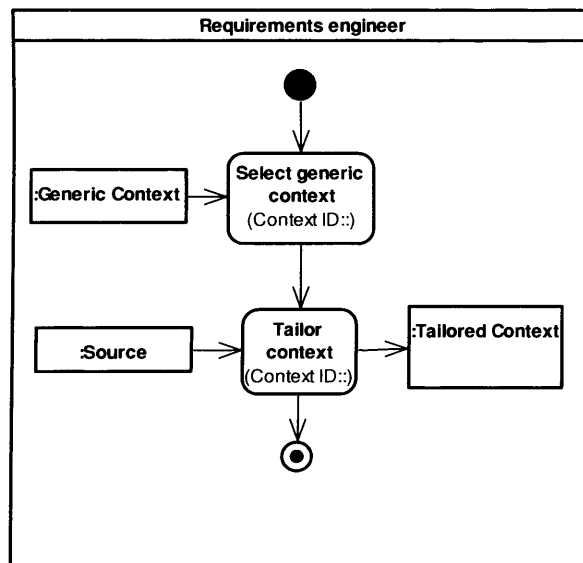 Requirements engineer
Select generic
context
(Context ID::)
:Generic Context
Tailor
context
(Context ID::)
:Source
:Tailored Context